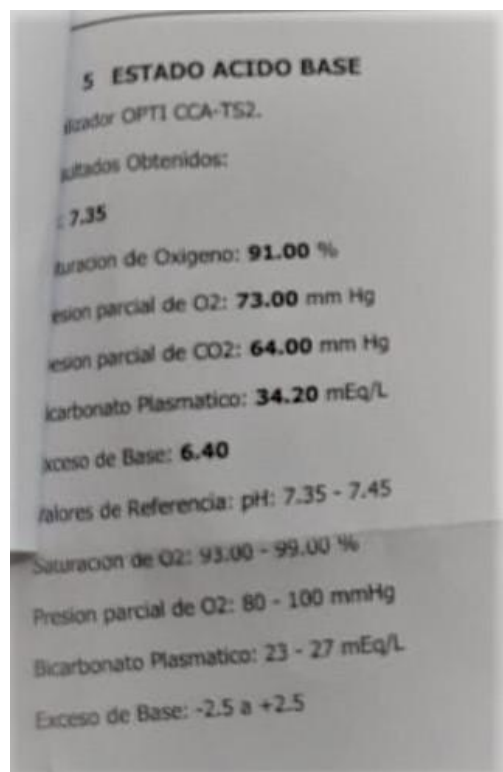 5 ESTADO ACIDO BASE
lizador OPTI CCA-TS2.
sultados Obtenidos:
: 7.35
turacion de Oxigeno: 91.00 %
esion parcial de O2: 73.00 mm Hg
esion parcial de CO2: 64.00 mm Hg
icarbonato Plasmatico: 34.20 mEq/L
xceso de Base: 6.40
Valores de Referencia: pH: 7.35 - 7.45
Saturacion de O2: 93.00 - 99.00 %
Presion parcial de O2: 80 - 100 mmHg
Bicarbonato Plasmatico: 23 - 27 mEq/L
Exceso de Base: -2.5 a +2.5